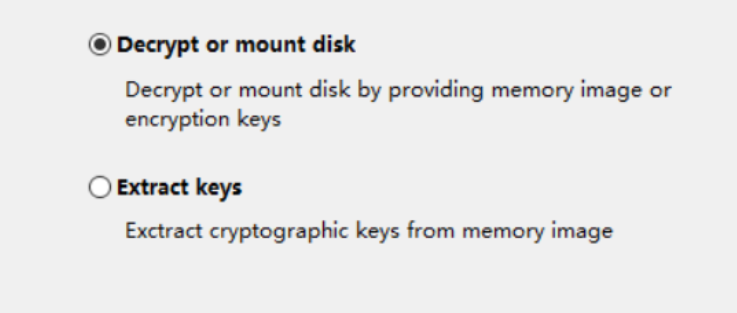 Decrypt or mount disk
Decrypt or mount disk by providing memory image or
encryption keys
Extract keys
Exctract cryptographic keys from memory image